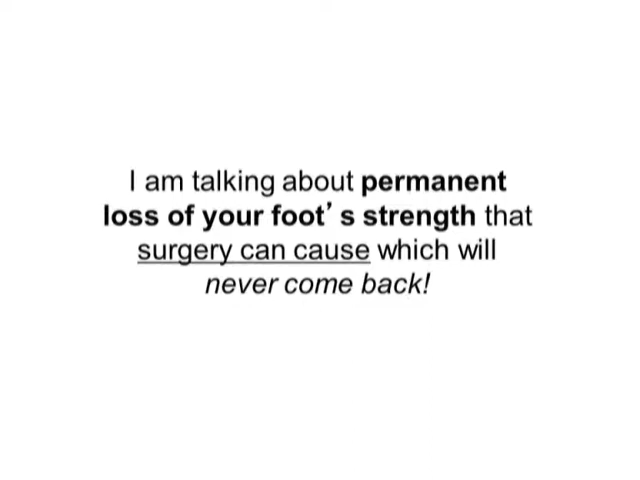 I am talking about permanent
loss of your foot’s strength that
surgery can cause which will
never come back!